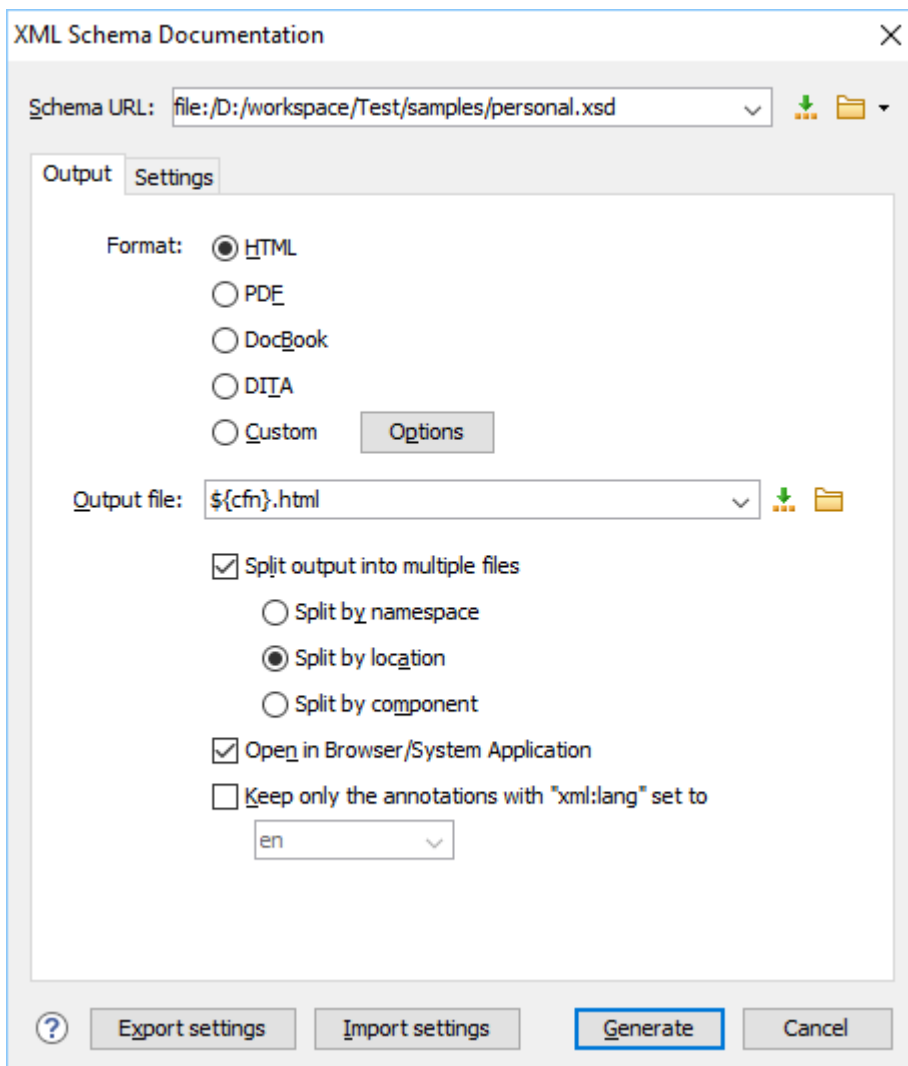 XML Schema Documentation
Schema URL: file:/D:/workspace/Test/samples/personal.xsd
Output Settings
Format: HTML
PDF
DocBook
DITA
Custom Options
Output file: ${cfn}.html
Split output into multiple files
Split by namespace
Split by location
Split by component
Open in Browser/System Application
Keep only the annotations with "xml:lang" set to
en
? Export settings Import settings Generate Cancel